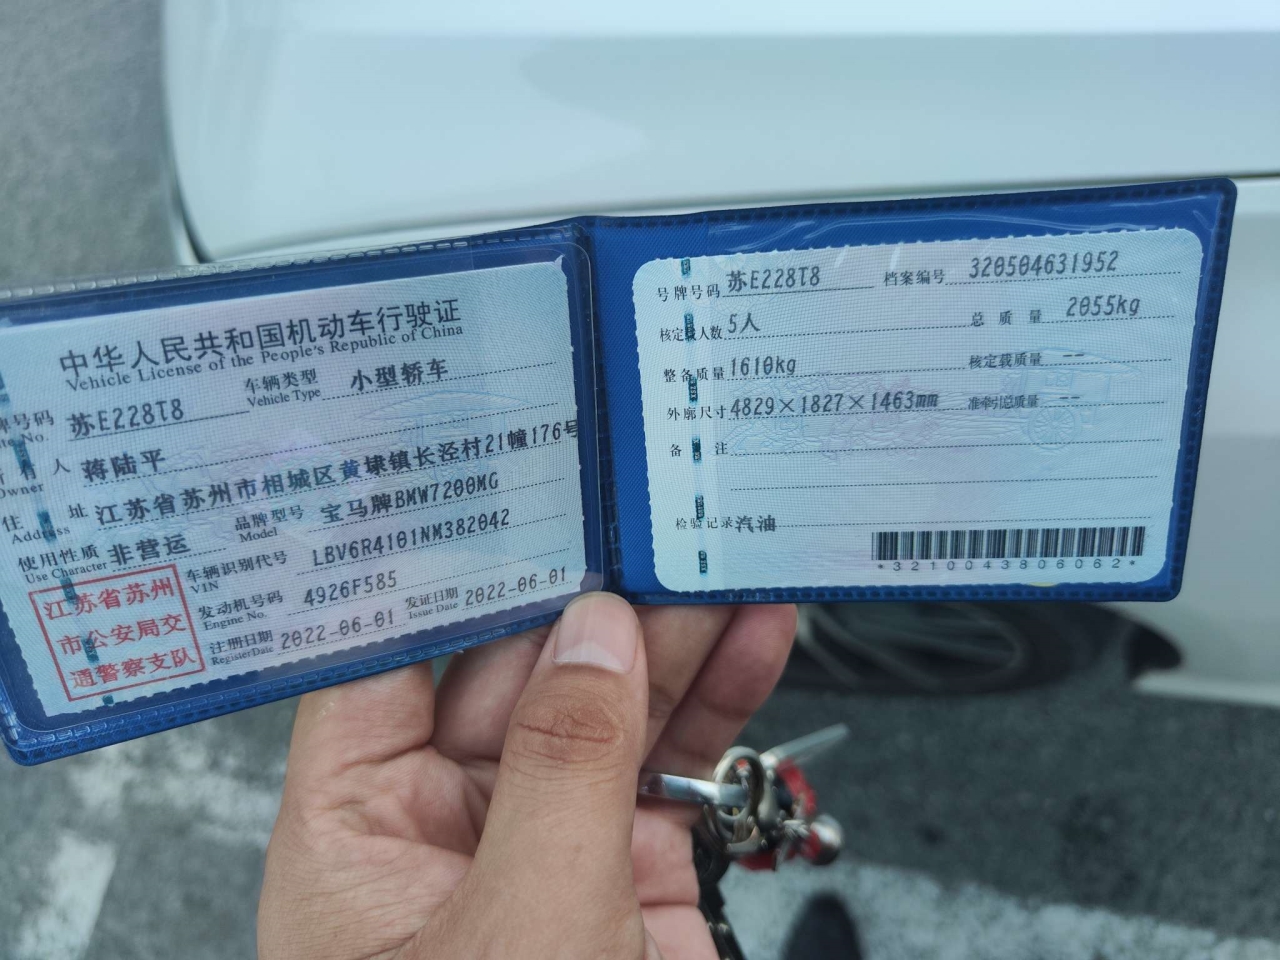 中华人民共和国机动车行驶证
Vehicle License of the People's Republic of China
牌号码 苏E228T8 车辆类型 小型轿车
Vehicle Type
有人 蒋陆平
Owner
住址 江苏省苏州市相城区黄埭镇长泾村21幢176号
Address
使用性质 非营运 品牌型号 宝马牌BMW7200MG
Use Character Model
车辆识别代号 LBV6R4101NM382042
VIN
发动机号码 4926F585
Engine No.
注册日期 2022-06-01 发证日期 2022-06-01
Register Date Issue Date
江苏省苏州
市公安局交
通警察支队
号牌号码 苏E228T8 档案编号 320504631952
核定载人数 5人 总质量 2055kg
整备质量 1610kg 核定载质量 --
外廓尺寸 4829×1827×1463mm 准牵引总质量 --
备注
检验记录 汽油
*3210043806062*